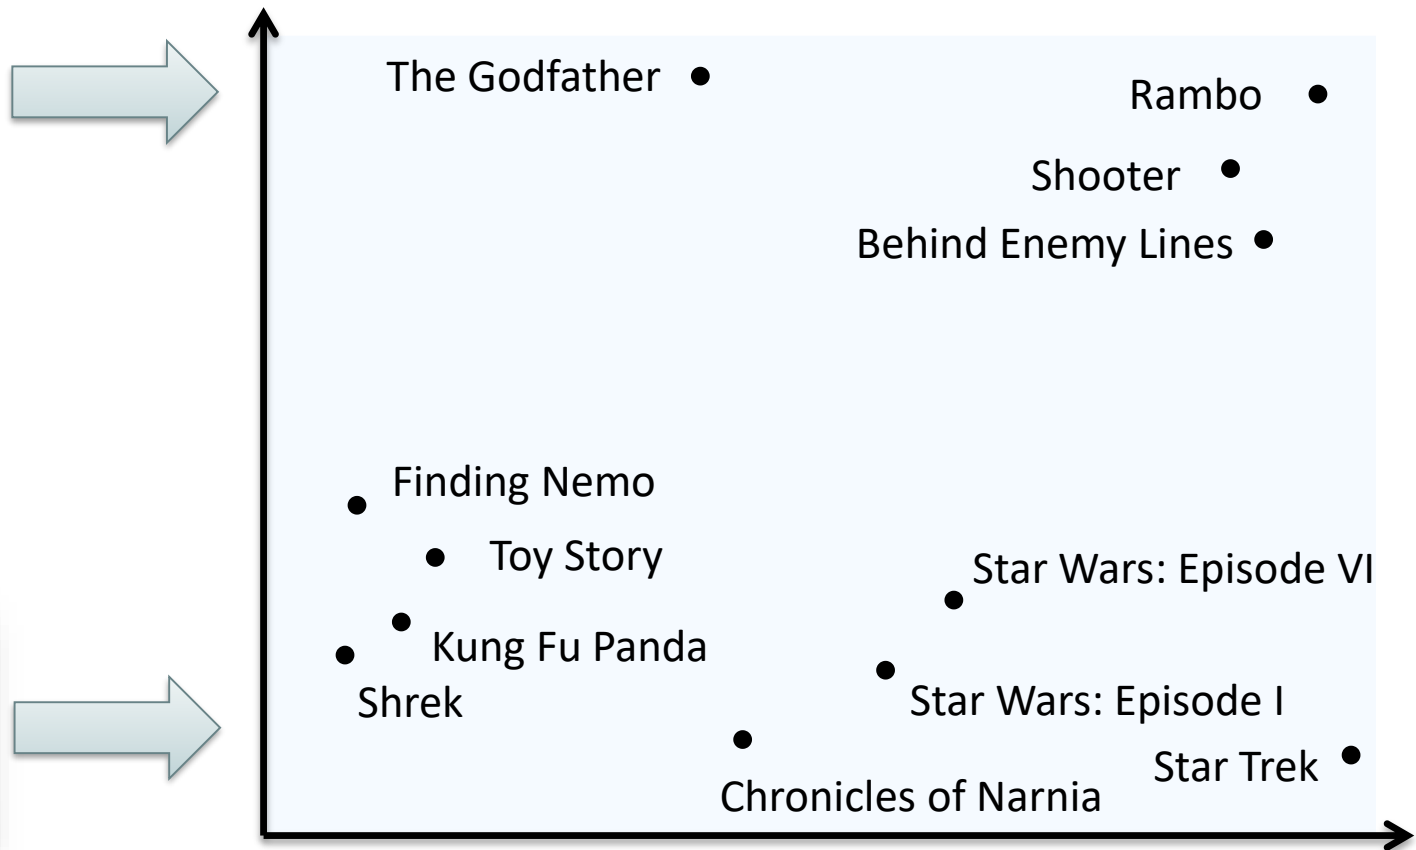 The Godfather
Rambo
Shooter
Behind Enemy Lines
Finding Nemo
Toy Story
Star Wars: Episode VI
Kung Fu Panda
Shrek
Star Wars: Episode I
Star Trek
Chronicles of Narnia